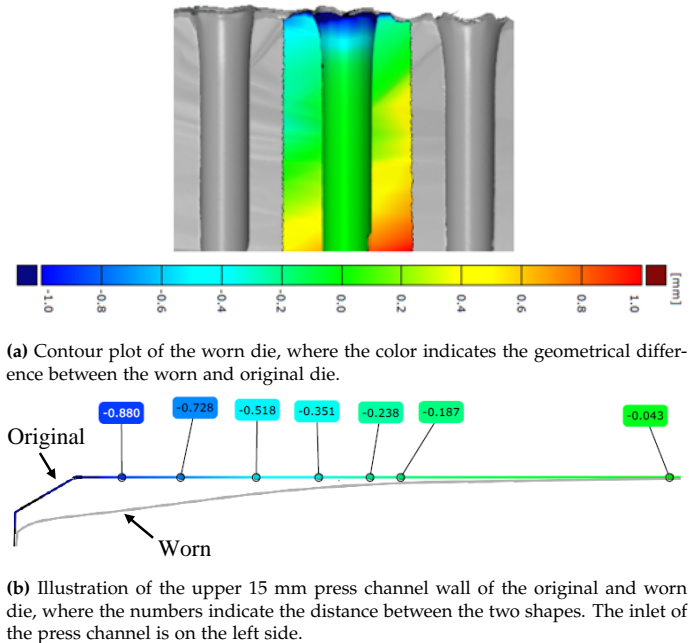 -1.0 -0.8 -0.6 -0.4 -0.2 0.0 0.2 0.4 0.6 0.8 1.0 [mm]
(a) Contour plot of the worn die, where the color indicates the geometrical differ-
ence between the worn and original die.
-0.880 -0.728 -0.518 -0.351 -0.238 -0.187 -0.043
Original
Worn
(b) Illustration of the upper 15 mm press channel wall of the original and worn
die, where the numbers indicate the distance between the two shapes. The inlet of
the press channel is on the left side.